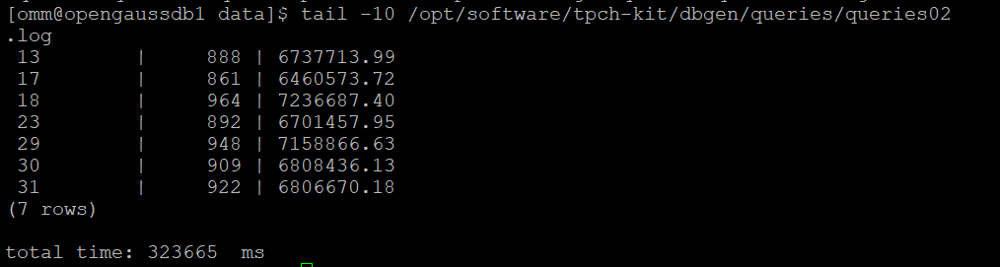 [omm@opengaussdb1 data]$ tail -10 /opt/software/tpch-kit/dbgen/queries/queries02
.log
 13        |     888 | 6737713.99
 17        |     861 | 6460573.72
 18        |     964 | 7236687.40
 23        |     892 | 6701457.95
 29        |     948 | 7158866.63
 30        |     909 | 6808436.13
 31        |     922 | 6806670.18
(7 rows)

total time: 323665  ms